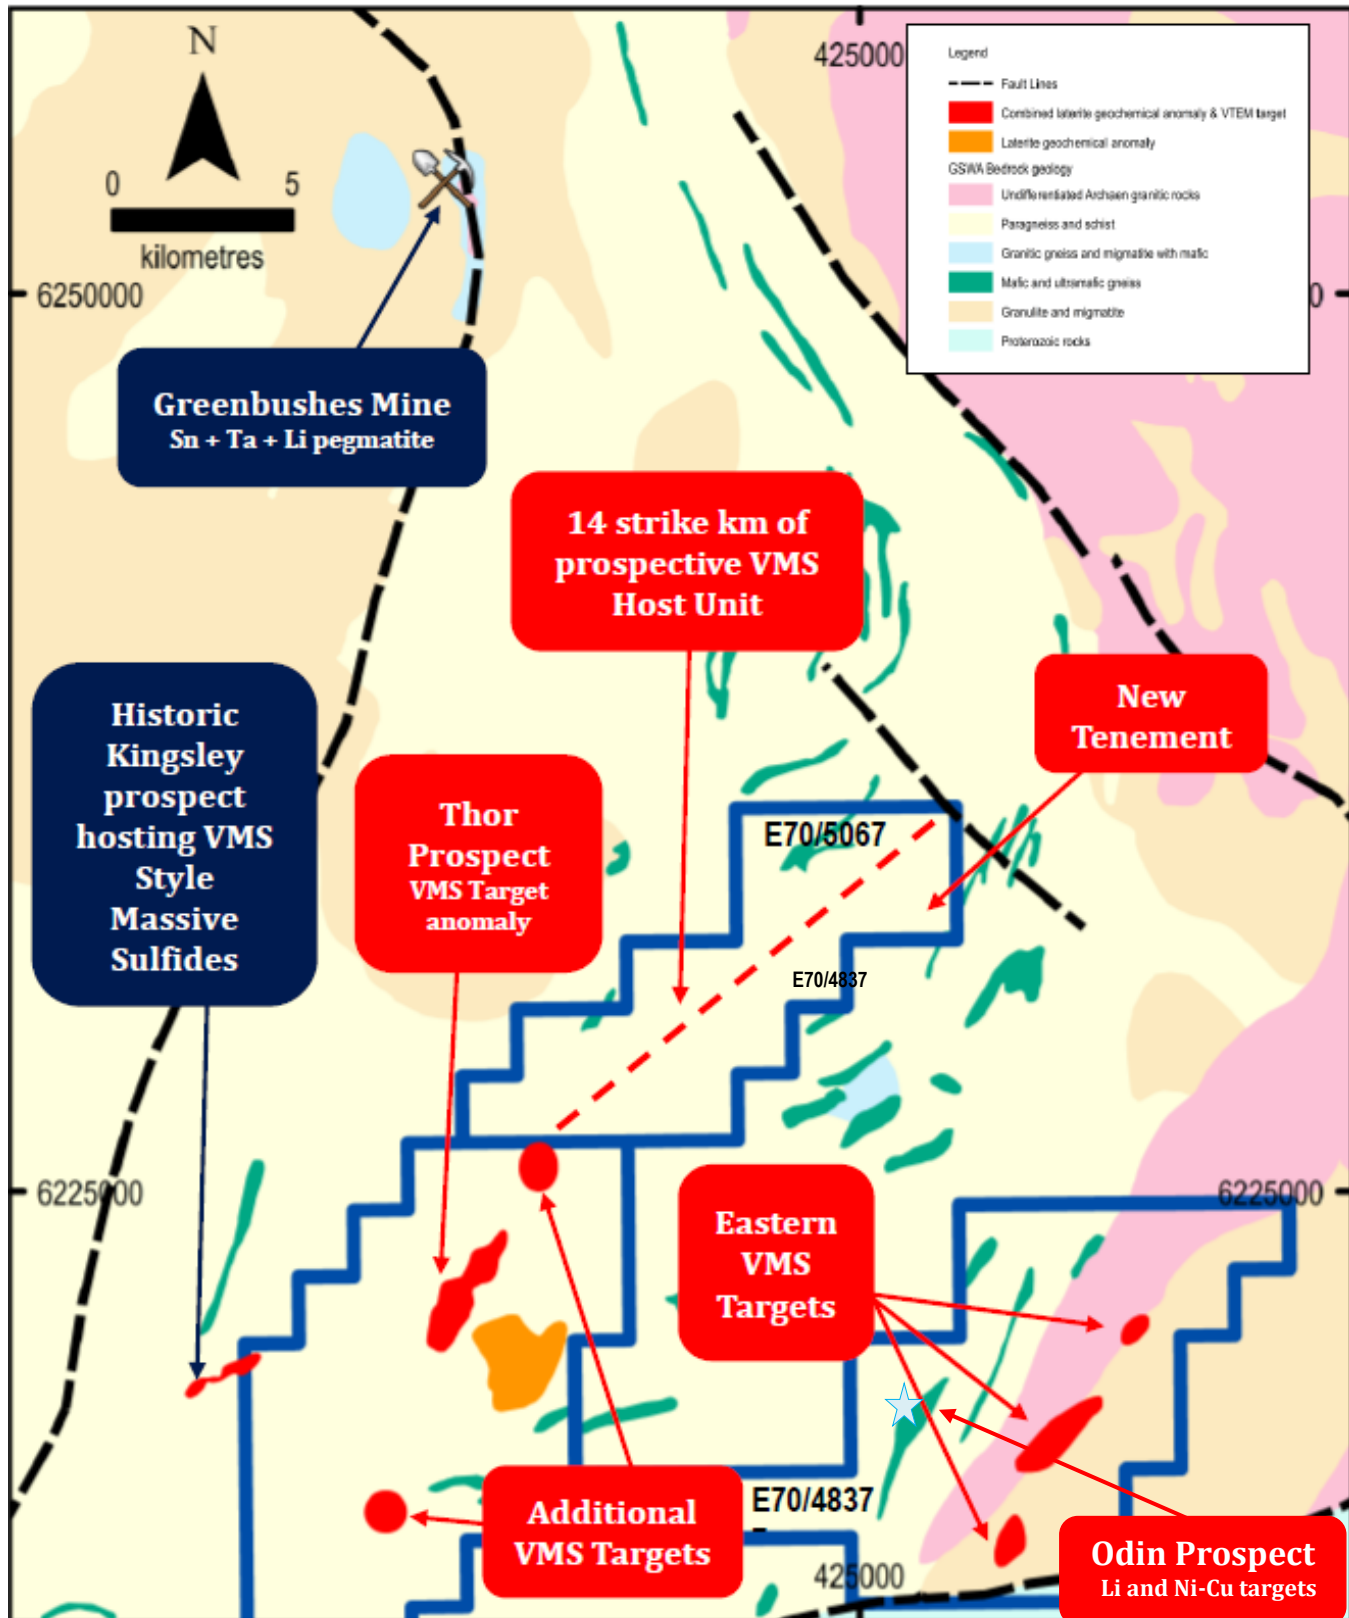 N
0 5
kilometres
425000
Legend
Fault Lines
Combined laterite geochemical anomaly & VTEM target
Laterite geochemical anomaly
GSWA Bedrock geology
Undifferentiated Archaen granitic rocks
Paragneiss and schist
Granitic gneiss and migmatite with mafic
Mafic and ultramafic gneiss
Granulite and migmatite
Proterozoic rocks
6250000
0
Greenbushes Mine
Sn + Ta + Li pegmatite
14 strike km of
prospective VMS
Host Unit
New
Tenement
Historic
Kingsley
prospect
hosting VMS
Style
Massive
Sulfides
Thor
Prospect
VMS Target
anomaly
E70/5067
E70/4837
6225000
6225000
Eastern
VMS
Targets
Additional
VMS Targets
E70/4837
425000
Odin Prospect
Li and Ni-Cu targets